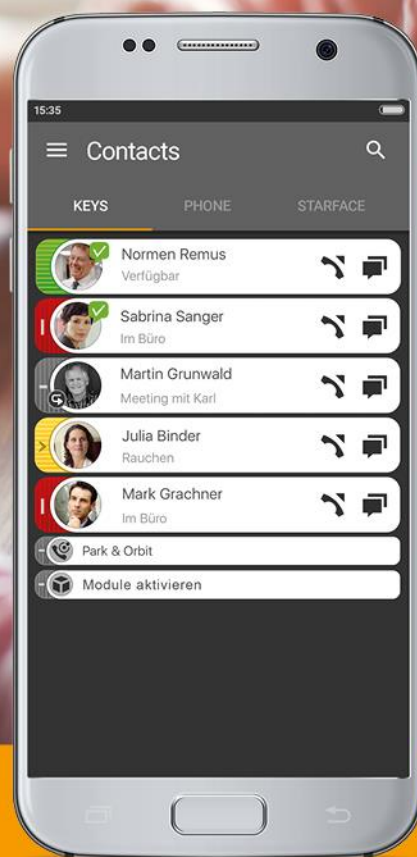 15:35
Contacts
KEYS PHONE STARFACE
Normen Remus
Verfügbar
Sabrina Sanger
Im Büro
Martin Grunwald
Meeting mit Karl
Julia Binder
Rauchen
Mark Grachner
Im Büro
Park & Orbit
Module aktivieren